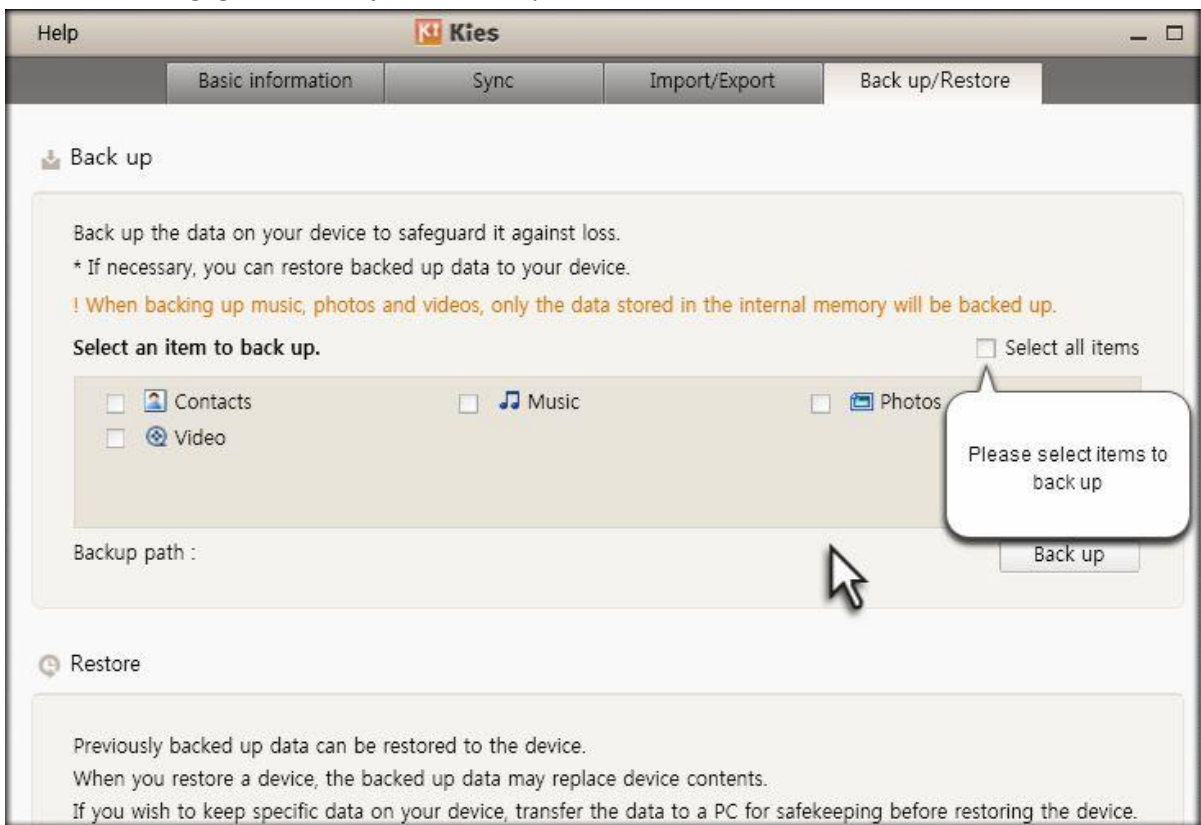 Help
KI Kies
Basic information
Sync
Import/Export
Back up/Restore
Back up
Back up the data on your device to safeguard it against loss.
* If necessary, you can restore backed up data to your device.
! When backing up music, photos and videos, only the data stored in the internal memory will be backed up.
Select an item to back up.
Select all items
Contacts
Music
Photos
Video
Please select items to
back up
Backup path :
Back up
Restore
Previously backed up data can be restored to the device.
When you restore a device, the backed up data may replace device contents.
If you wish to keep specific data on your device, transfer the data to a PC for safekeeping before restoring the device.